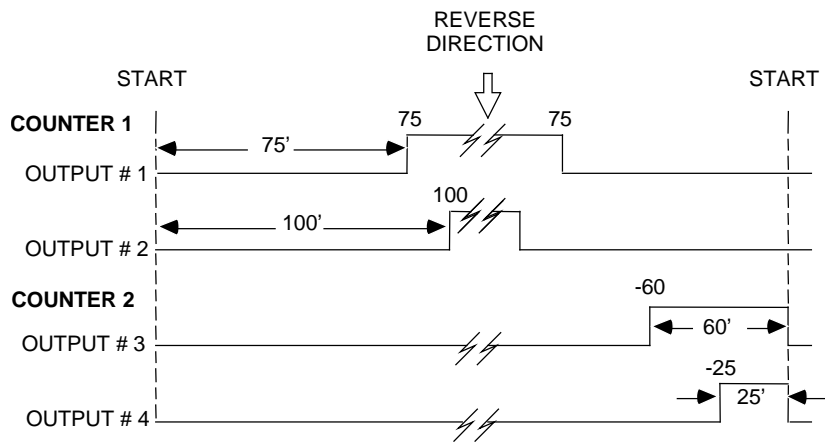 REVERSE
DIRECTION
START
START
COUNTER 1
75
75
75'
OUTPUT # 1
100
100'
OUTPUT # 2
COUNTER 2
-60
60'
OUTPUT # 3
-25
25'
OUTPUT # 4